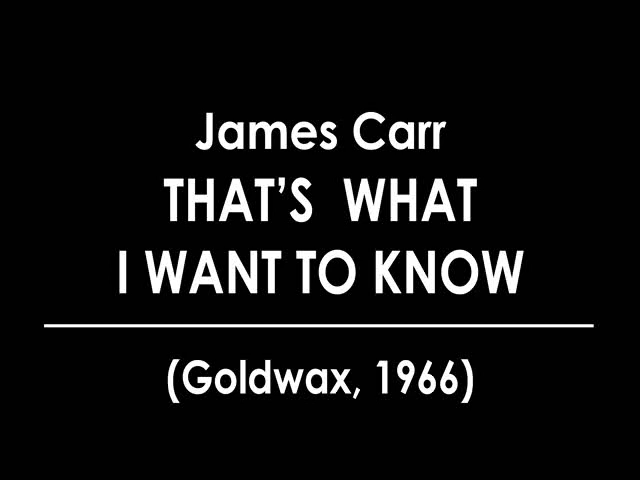 James Carr
THAT’S WHAT
I WANT TO KNOW
(Goldwax, 1966)